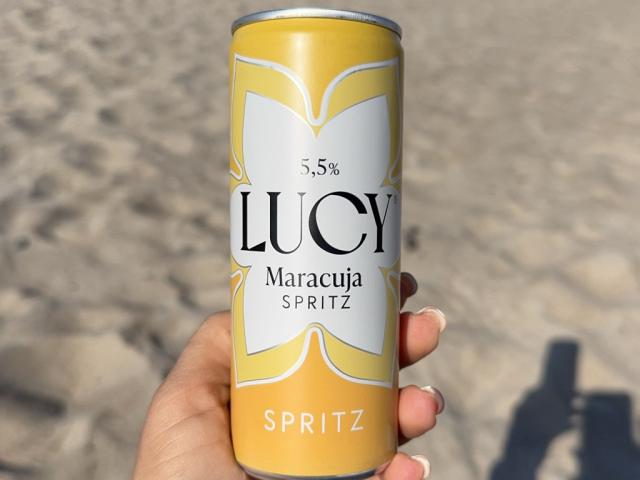 5,5%
LUCY
Maracuja
SPRITZ
SPRITZ